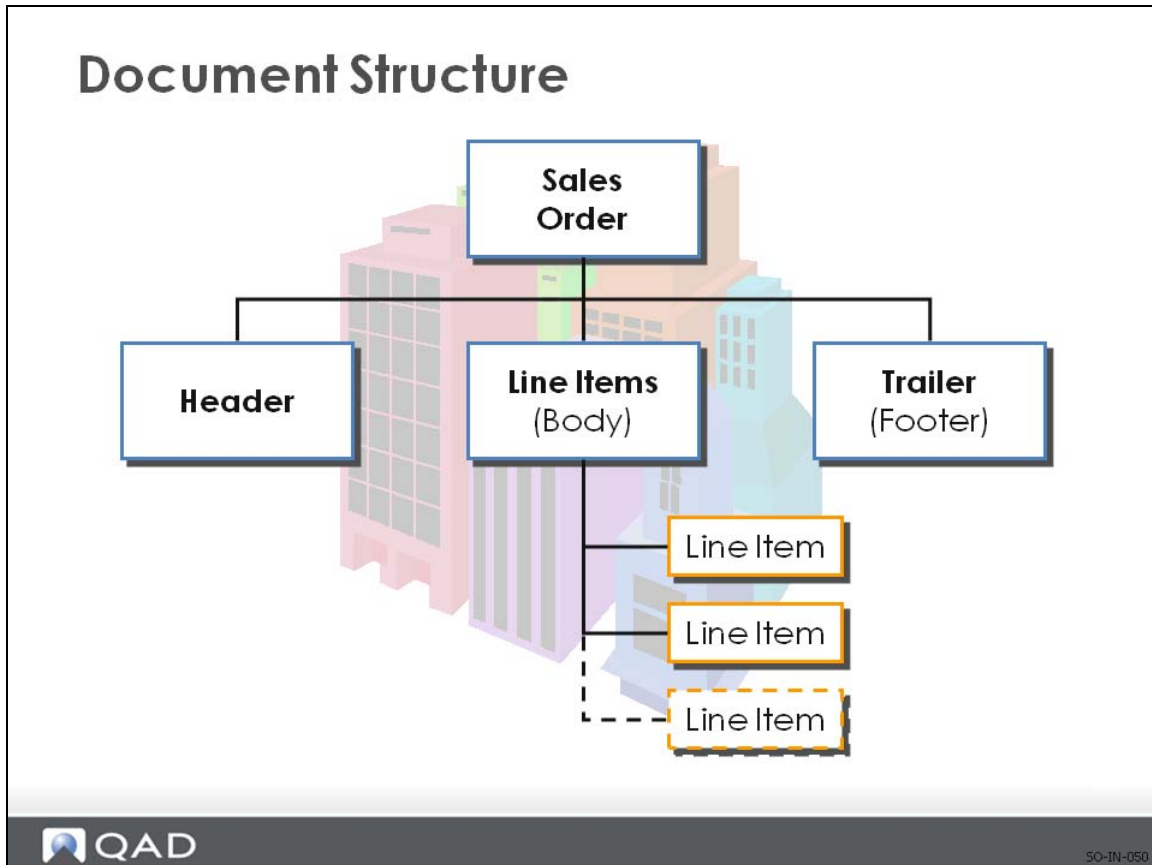 Document Structure
Sales
Order
Header
Line Items
(Body)
Trailer
(Footer)
Line Item
Line Item
Line Item
QAD
SO-IN-050